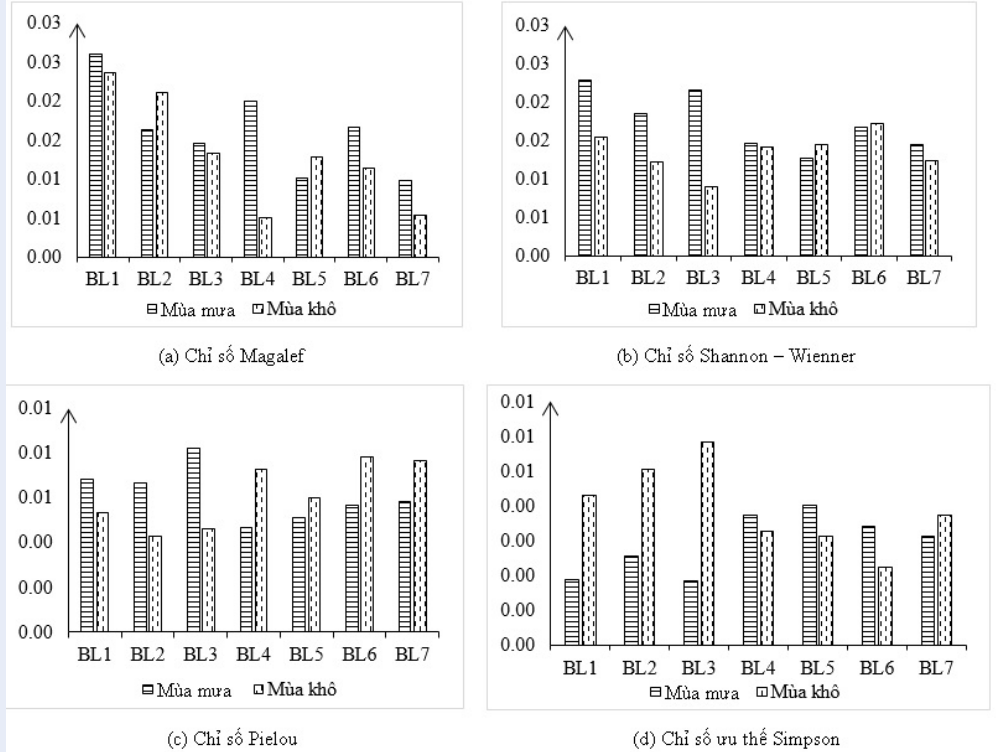 0.03
0.03
0.02
0.02
0.01
0.01
0.00
BL1 BL2 BL3 BL4 BL5 BL6 BL7
Mùa mưa Mùa khô
(a) Chỉ số Magalef
0.03
0.03
0.02
0.02
0.01
0.01
0.00
BL1 BL2 BL3 BL4 BL5 BL6 BL7
Mùa mưa Mùa khô
(b) Chỉ số Shannon – Wienner
0.01
0.01
0.01
0.00
0.00
0.00
BL1 BL2 BL3 BL4 BL5 BL6 BL7
Mùa mưa Mùa khô
(c) Chỉ số Pielou
0.01
0.01
0.01
0.00
0.00
0.00
0.00
0.00
BL1 BL2 BL3 BL4 BL5 BL6 BL7
Mùa mưa Mùa khô
(d) Chỉ số ưu thế Simpson